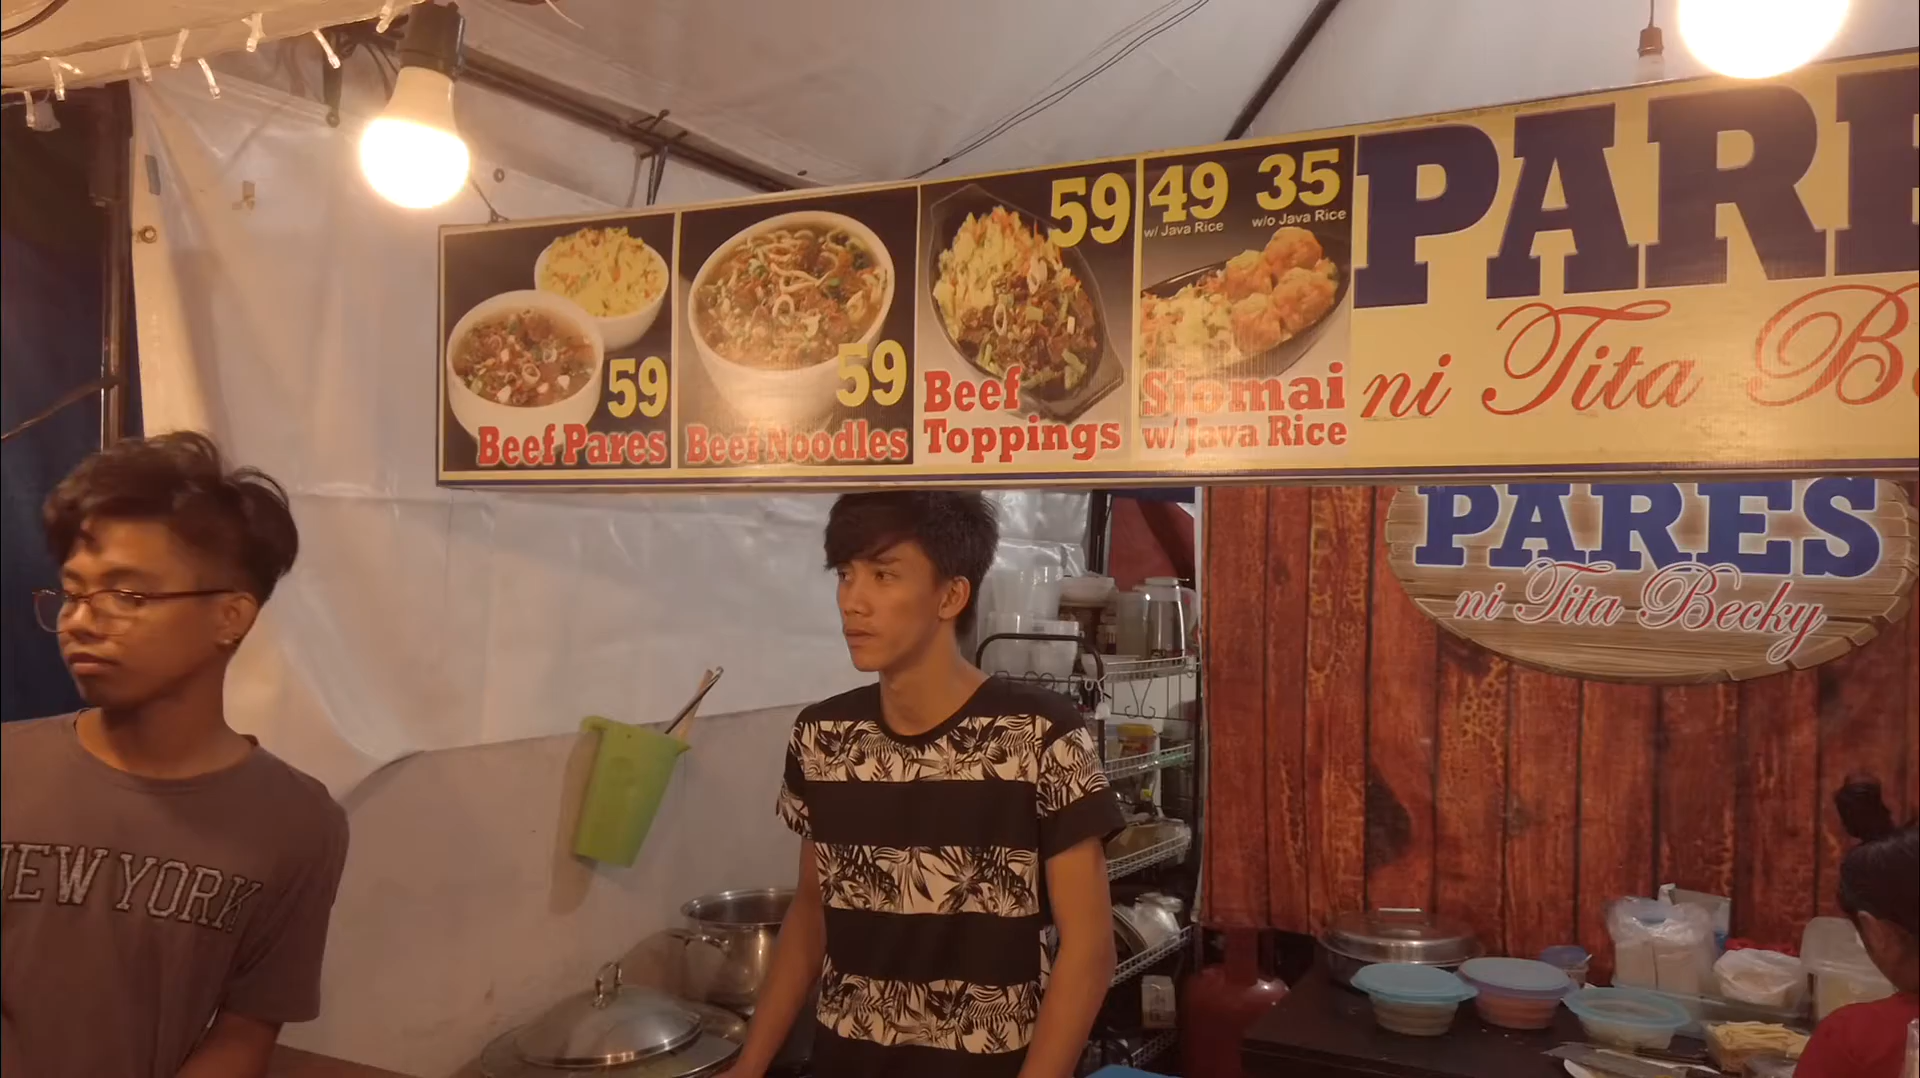 59
Beef Pares
59
Beef Noodles
59
Beef
Toppings
49 35
w/ Java Rice w/o Java Rice
Siomai
w/ Java Rice
PARE
ni Tita B
PARES
ni Tita Becky
NEW YORK